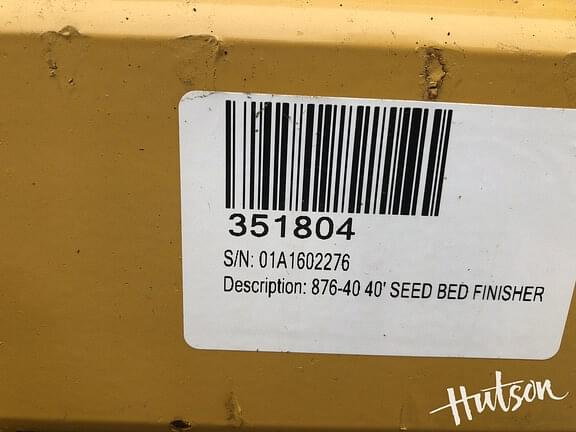 351804
S/N: 01A1602276
Description: 876-40 40' SEED BED FINISHER
Hutson